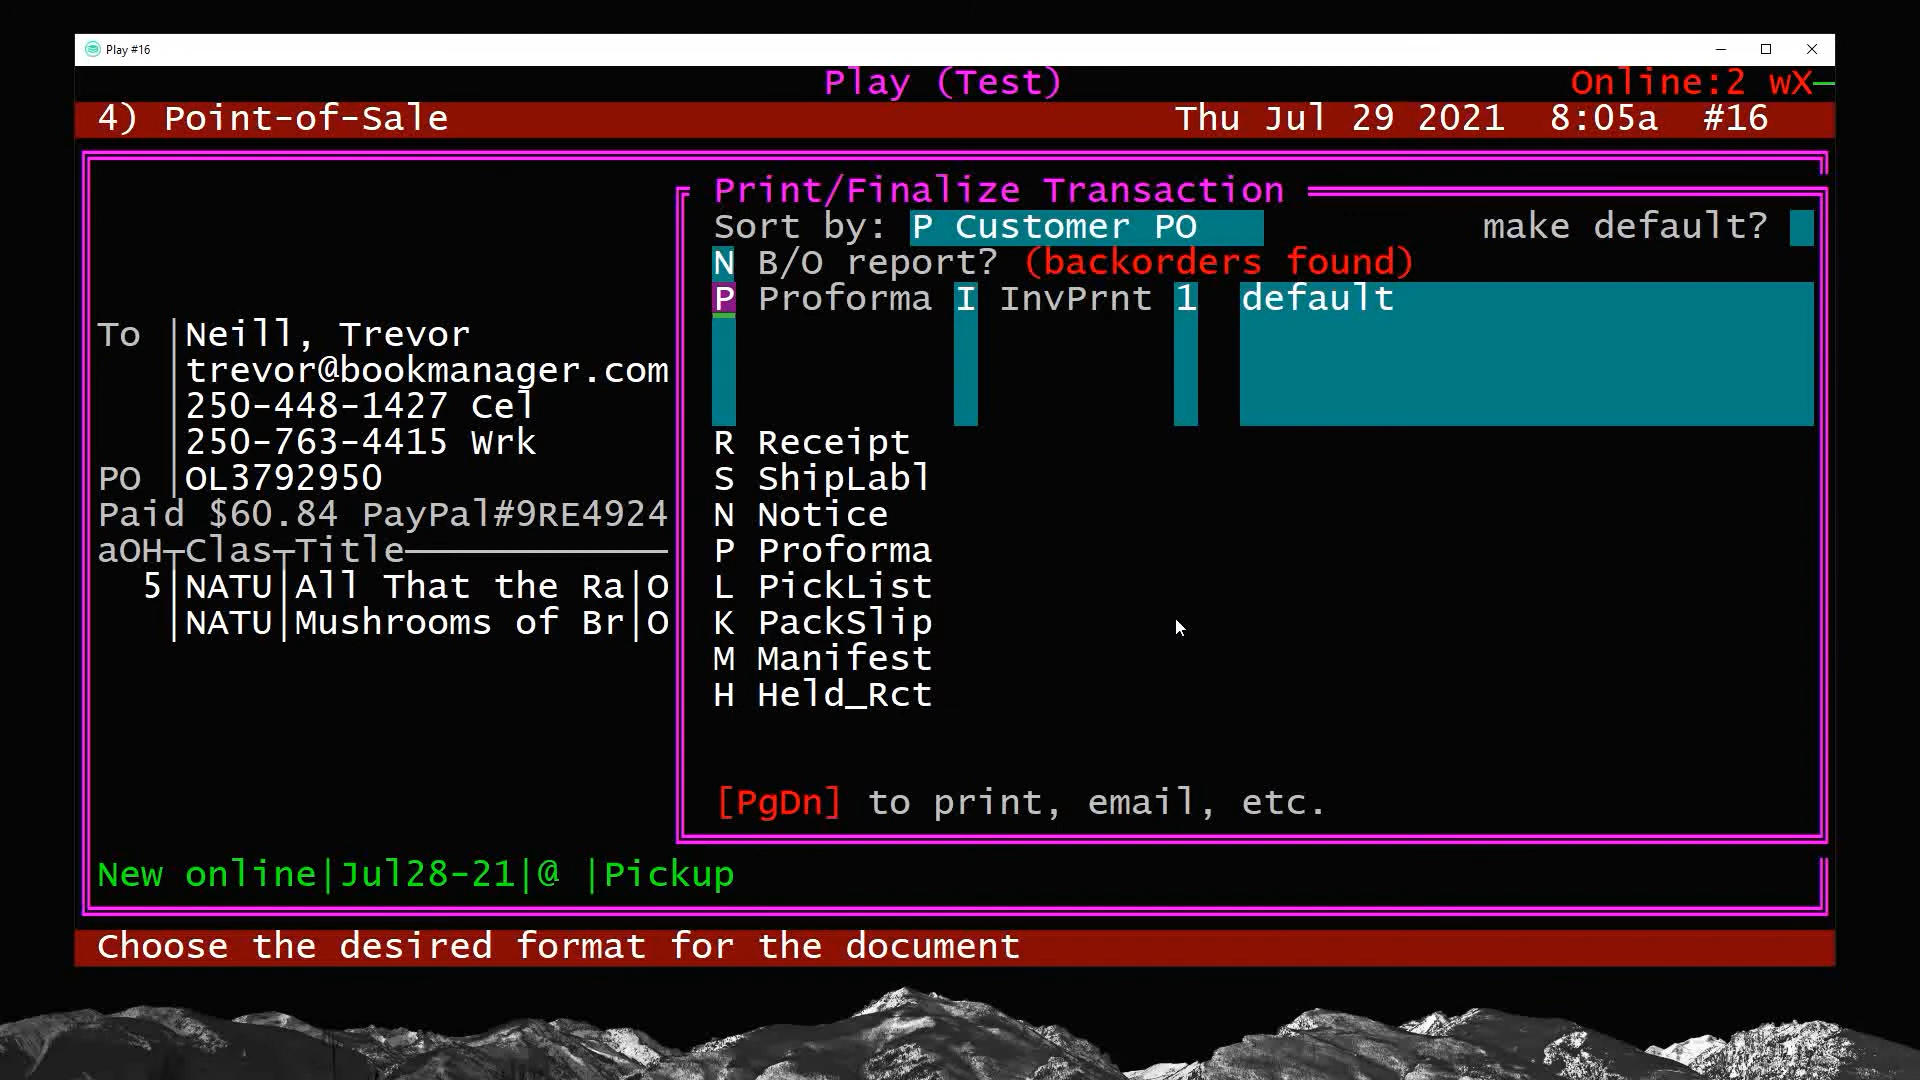 Play #16
Play (Test) Online:2 wX
4) Point-of-Sale Thu Jul 29 2021 8:05a #16
Print/Finalize Transaction
Sort by: P Customer PO make default?
N B/O report? (backorders found)
P Proforma I InvPrnt 1 default
To Neill, Trevor
trevor@bookmanager.com
250-448-1427 Cel
250-763-4415 Wrk
PO OL3792950
Paid $60.84 PayPal#9RE4924
aOH Clas Title
5|NATU|All That the Ra|O
|NATU|Mushrooms of Br|O
R Receipt
S ShipLabl
N Notice
P Proforma
L PickList
K PackSlip
M Manifest
H Held_Rct
[PgDn] to print, email, etc.
New online|Jul28-21|@ |Pickup
Choose the desired format for the document